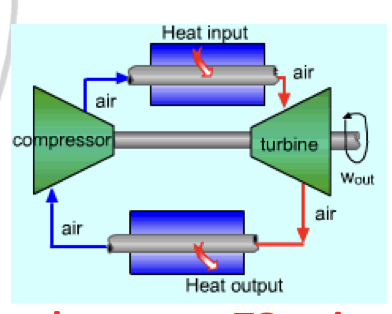 Heat input
air
air
compressor
turbine
wout
air
air
Heat output